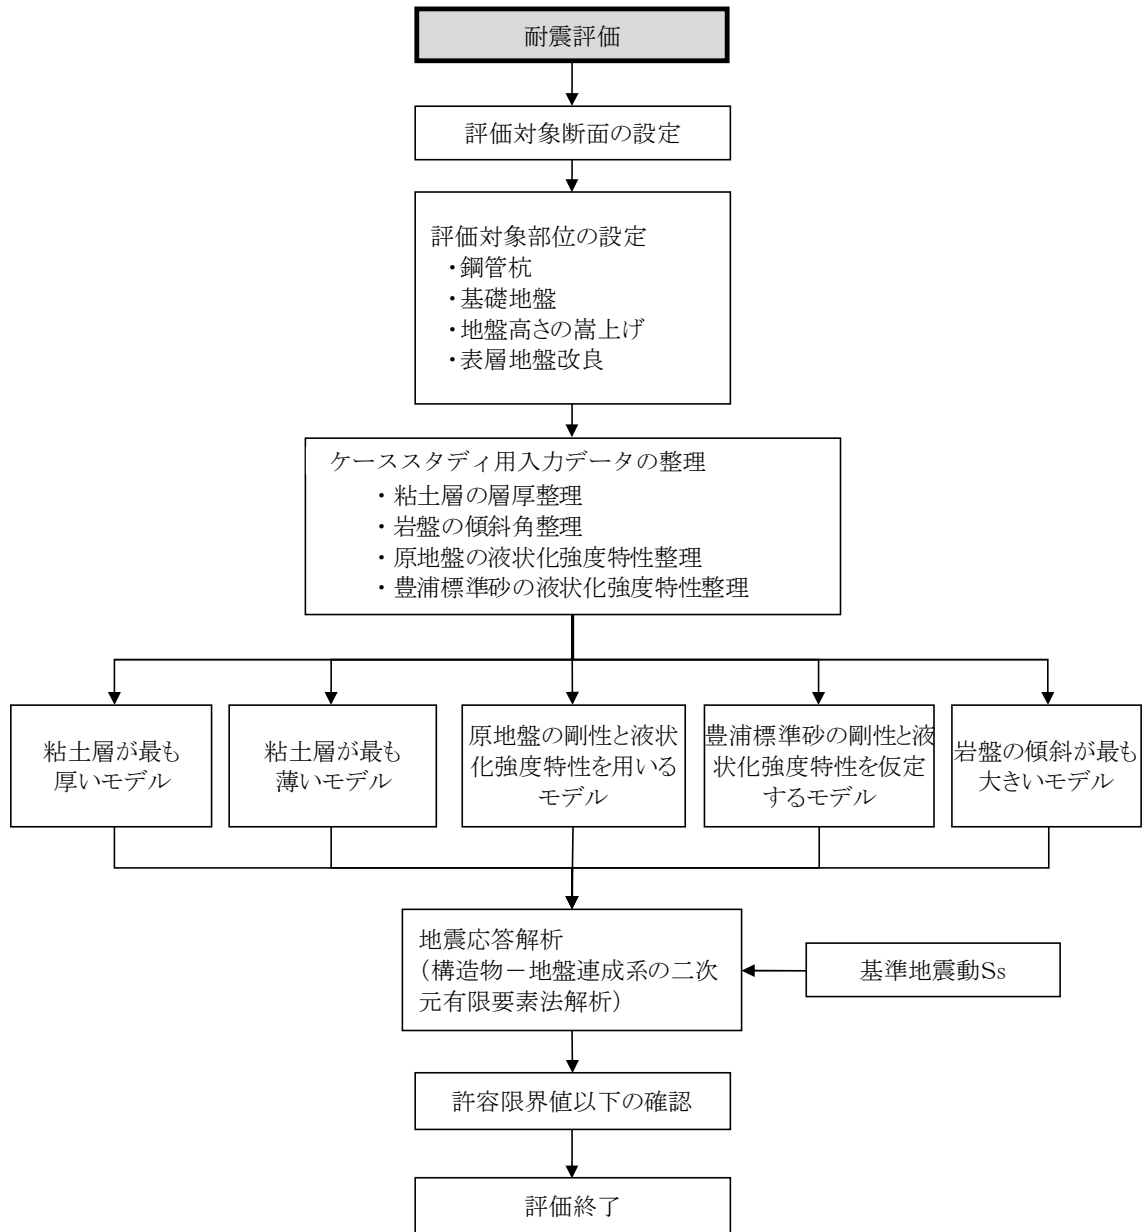 耐震評価
評価対象断面の設定
評価対象部位の設定
・鋼管杭
・基礎地盤
・地盤高さの嵩上げ
・表層地盤改良
ケーススタディ用入力データの整理
・粘土層の層厚整理
・岩盤の傾斜角整理
・原地盤の液状化強度特性整理
・豊浦標準砂の液状化強度特性整理
粘土層が最も
厚いモデル
粘土層が最も
薄いモデル
原地盤の剛性と液状
化強度特性を用いる
モデル
豊浦標準砂の剛性と液
状化強度特性を仮定
するモデル
岩盤の傾斜が最も
大きいモデル
地震応答解析
（構造物－地盤連成系の二次
元有限要素法解析）
基準地震動Ss
許容限界値以下の確認
評価終了